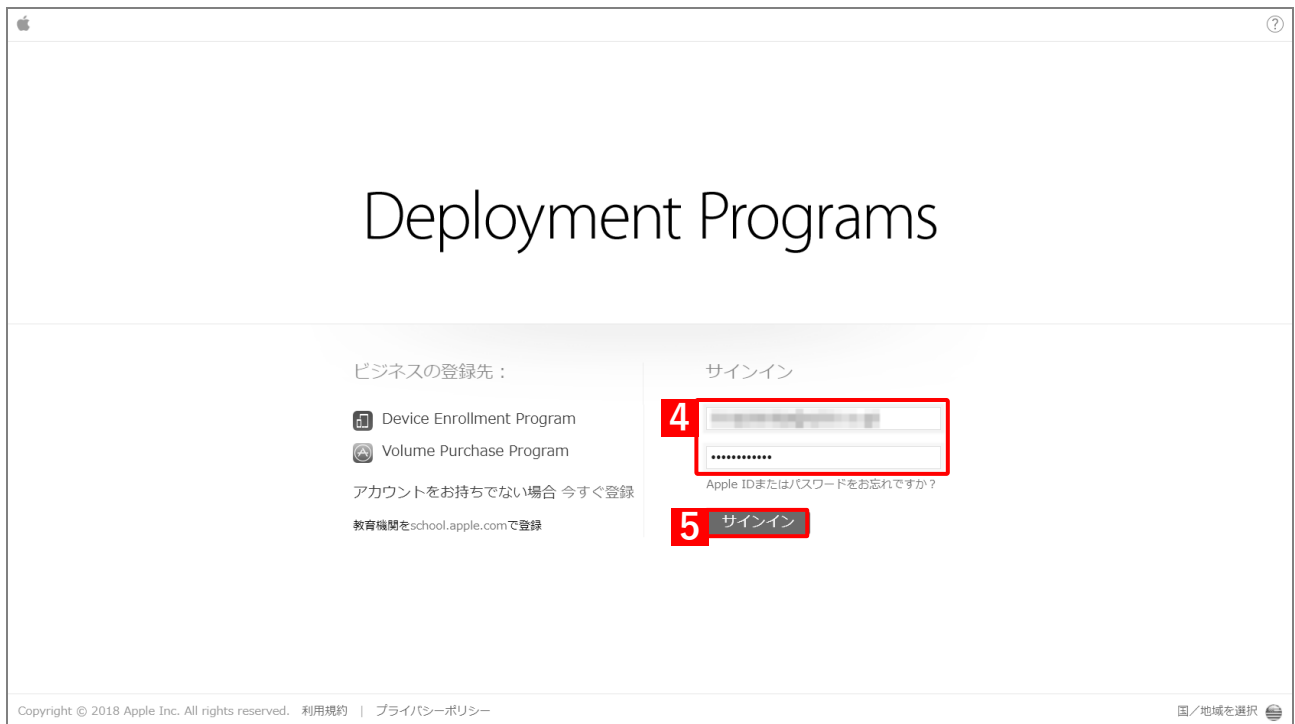 ?
Deployment Programs
ビジネスの登録先：
Device Enrollment Program
Volume Purchase Program
アカウントをお持ちでない場合 今すぐ登録
教育機関をschool.apple.comで登録
サインイン
4
••••••••••••
Apple IDまたはパスワードをお忘れですか？
5 サインイン
Copyright © 2018 Apple Inc. All rights reserved. 利用規約 | プライバシーポリシー
国／地域を選択